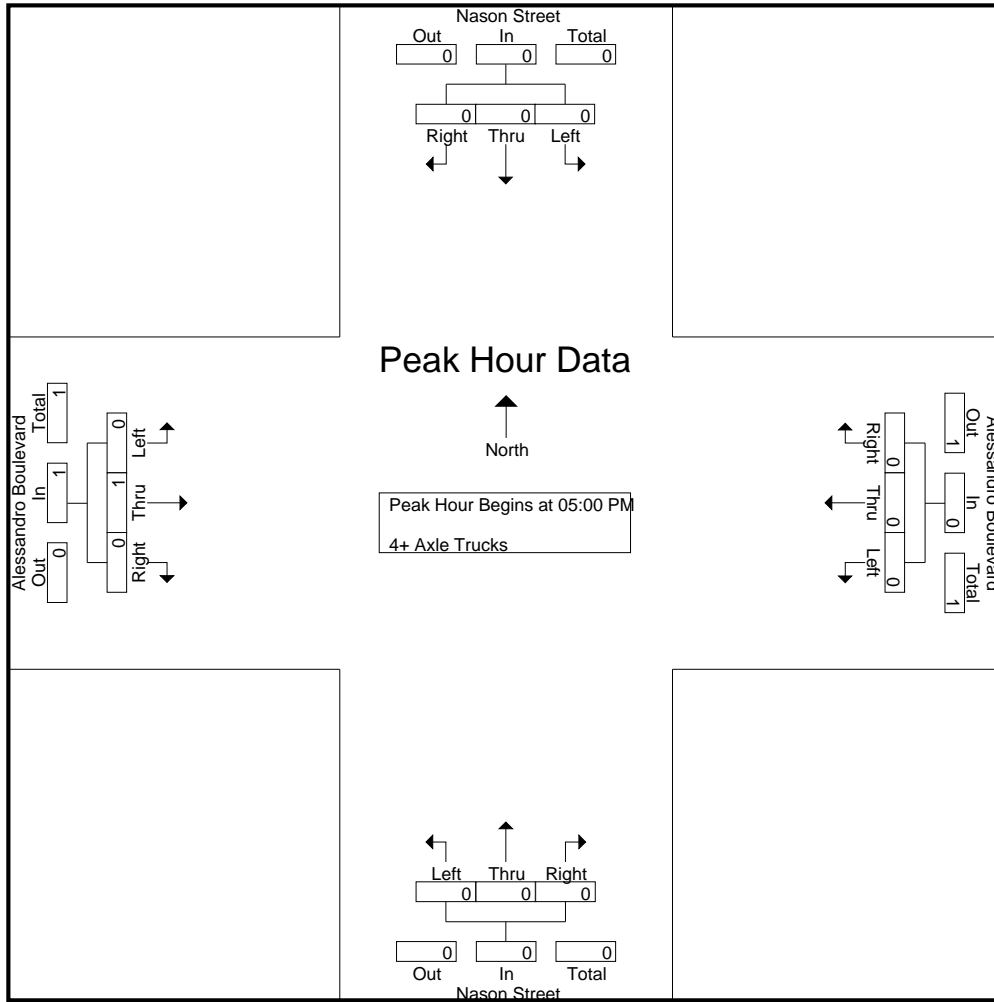 Nason Street
Out In Total
0 0 0
0 0 0
Right Thru Left
Peak Hour Data
North
Peak Hour Begins at 05:00 PM
4+ Axle Trucks
Alessandro Boulevard
Out In Total
0 1 1
0 1 0
Left Thru Right
Alessandro Boulevard
Out In Total
1 0 1
0 0 0
Right Thru Left
Left Thru Right
0 0 0
0 0 0
Out In Total
Nason Street